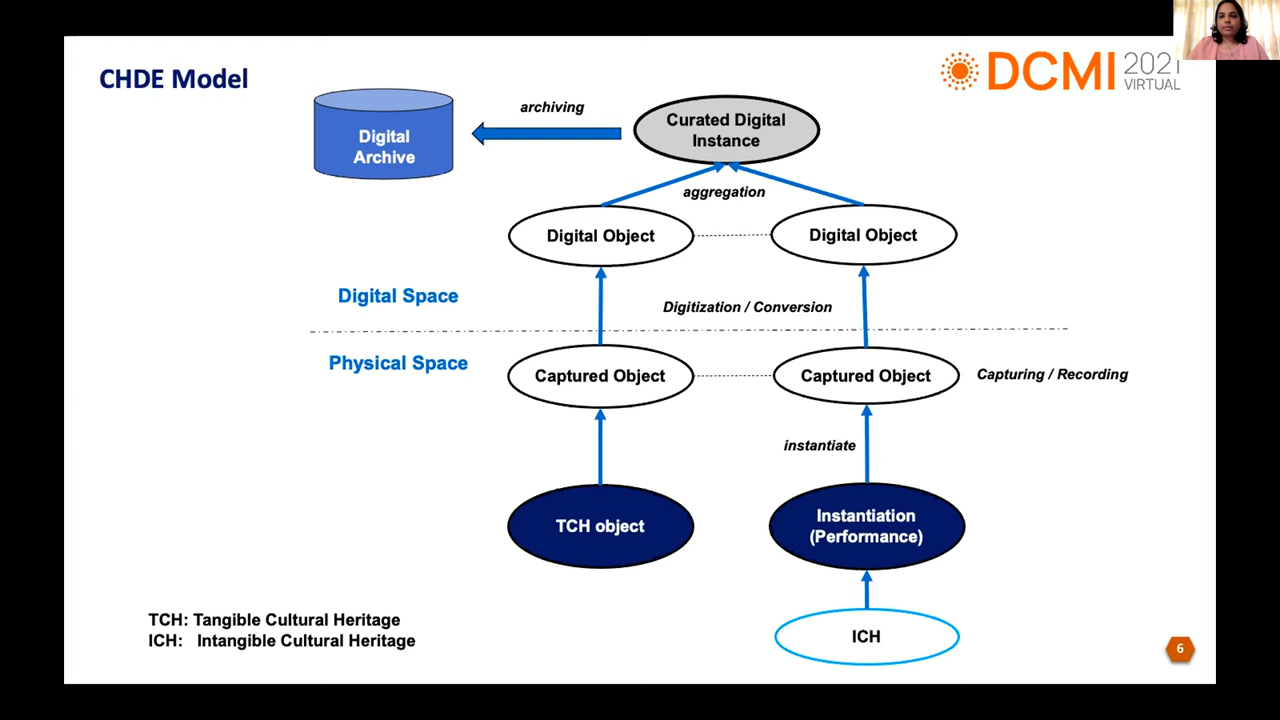 CHDE Model
DCMI 2021
VIRTUAL
archiving
Digital
Archive
Curated Digital
Instance
aggregation
Digital Object
Digital Object
Digital Space
Digitization / Conversion
Physical Space
Captured Object
Captured Object
Capturing / Recording
instantiate
TCH object
Instantiation
(Performance)
TCH: Tangible Cultural Heritage
ICH: Intangible Cultural Heritage
ICH
6